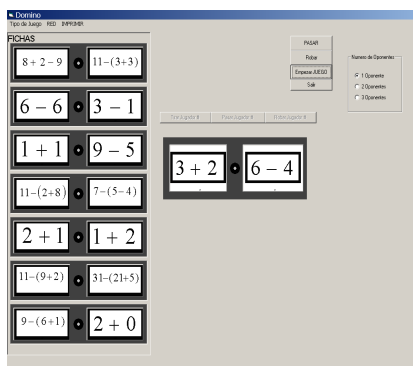 Domino
Tipo de Juego RED IMPRIMIR
FICHAS
8 + 2 − 9 11−(3+3)
6 − 6 3 − 1
1 + 1 9 − 5
11−(2+8) 7−(5−4)
2 + 1 1 + 2
11−(9+2) 31−(21+5)
9−(6+1) 2 + 0
PASAR
Robar
Empezar JUEGO
Salir
Numero de Oponentes
1 Oponente
2 Oponentes
3 Oponentes
3 + 2 6 − 4